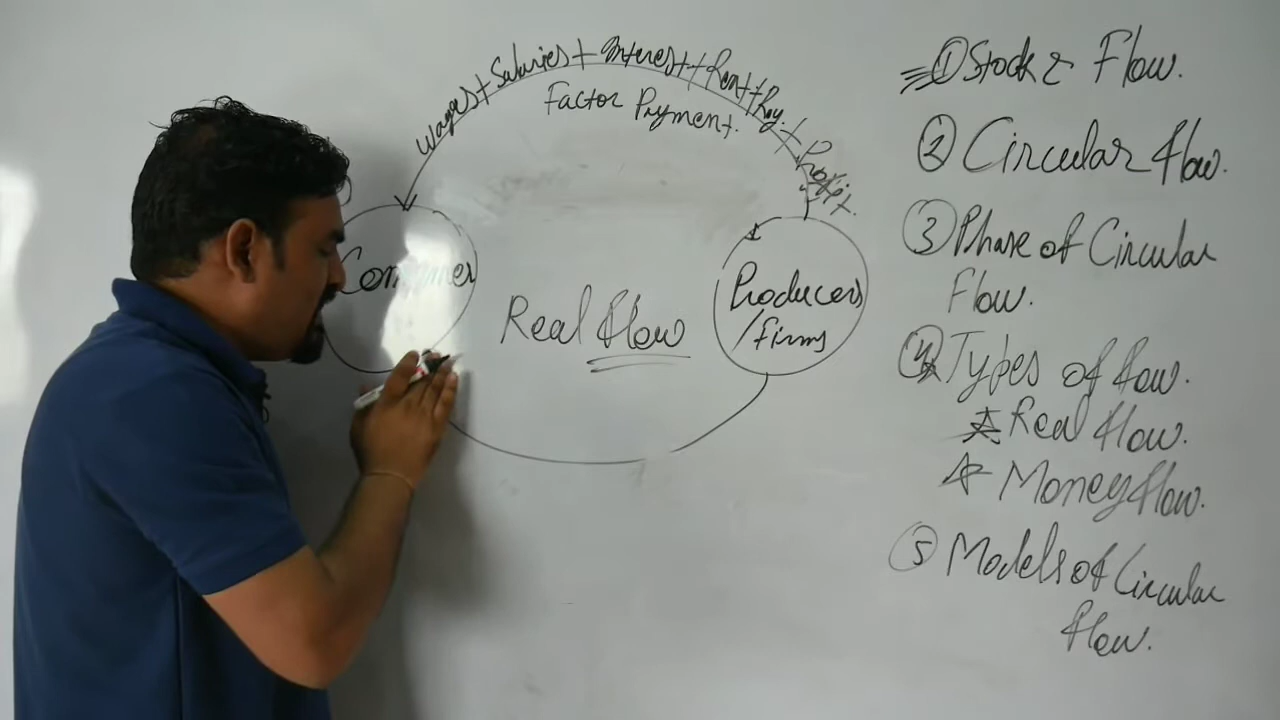 Wages + Salaries + Interest + Rent + Roy. + Profit.
Factor Payment.
Consumer
Real flow
Producers
/firms
① Stock & Flow.
② Circular flow.
③ Phase of Circular
Flow.
④ Types of flow.
Real flow.
Money flow.
⑤ Models of Circular
flow.